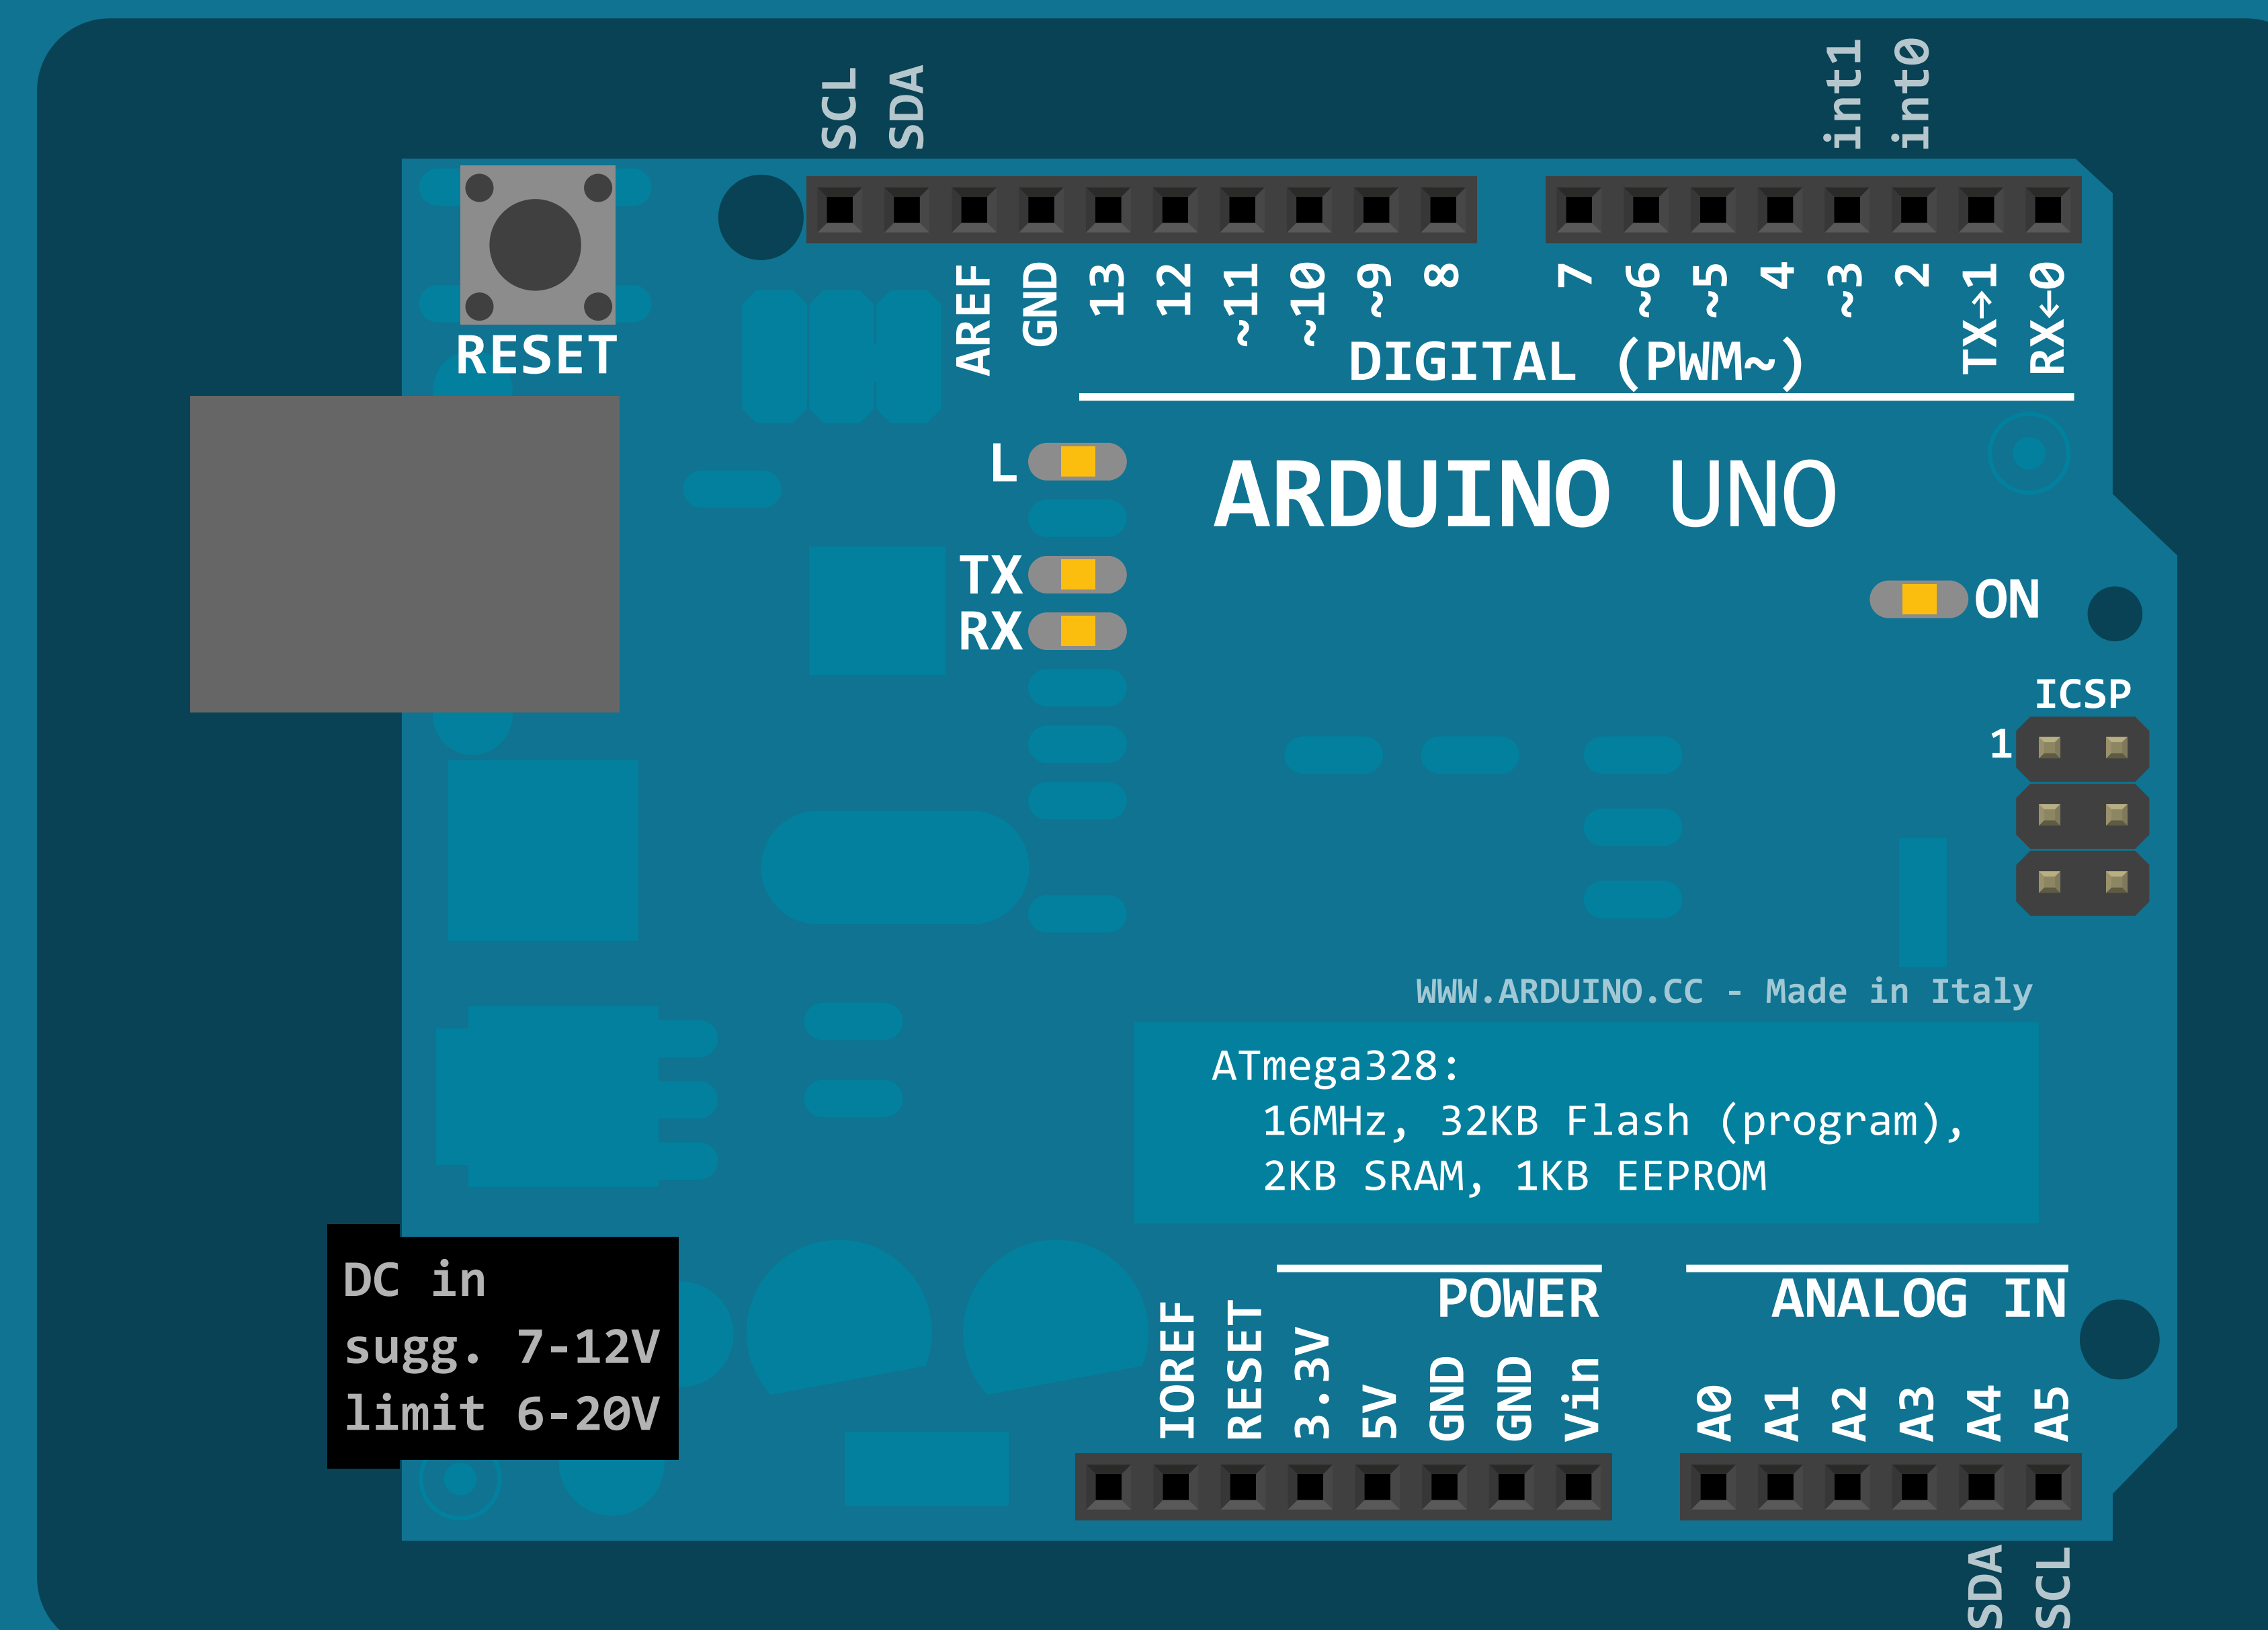 SCL
SDA
int1
int0
AREF
GND
13
12
~11
~10
~9
8
7
~6
~5
4
~3
2
TX→1
RX←0
RESET
DIGITAL (PWM~)
L
ARDUINO UNO
TX
RX
ON
ICSP
1
WWW.ARDUINO.CC - Made in Italy
ATmega328:
16MHz, 32KB Flash (program),
2KB SRAM, 1KB EEPROM
DC in
sugg. 7-12V
limit 6-20V
POWER
ANALOG IN
IOREF
RESET
3.3V
5V
GND
GND
Vin
A0
A1
A2
A3
A4
A5
SDA
SCL